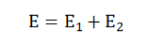 E = E₁ + E₂